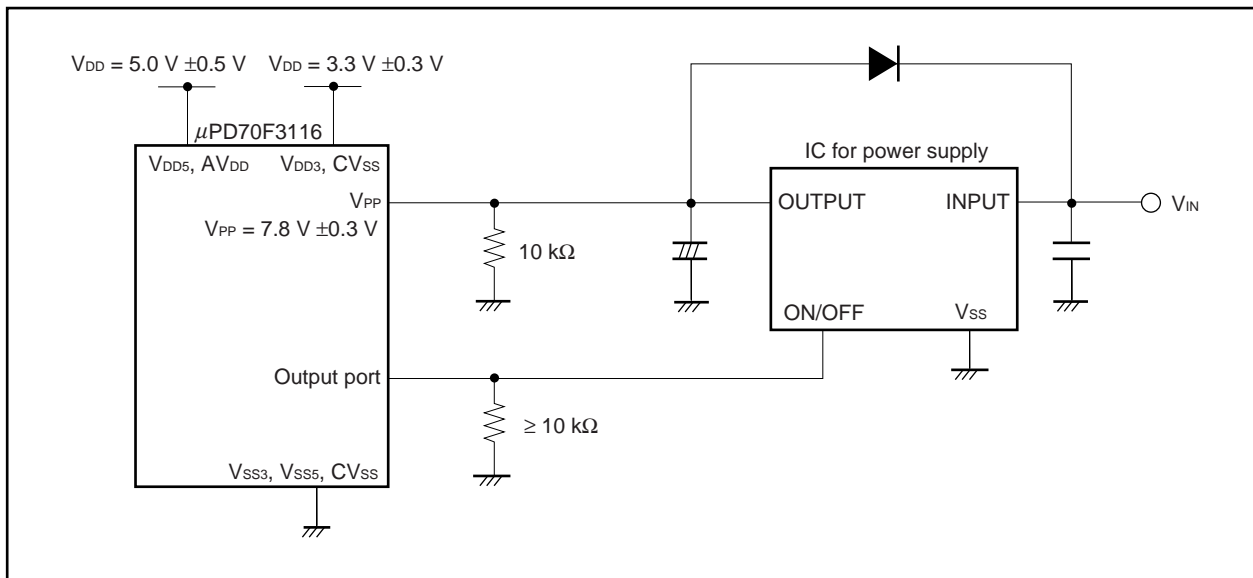 VDD = 5.0 V ±0.5 V
VDD = 3.3 V ±0.3 V
μPD70F3116
VDD5, AVDD
VDD3, CVSS
IC for power supply
VPP
OUTPUT
INPUT
VIN
VPP = 7.8 V ±0.3 V
10 kΩ
ON/OFF
VSS
Output port
≥ 10 kΩ
VSS3, VSS5, CVSS